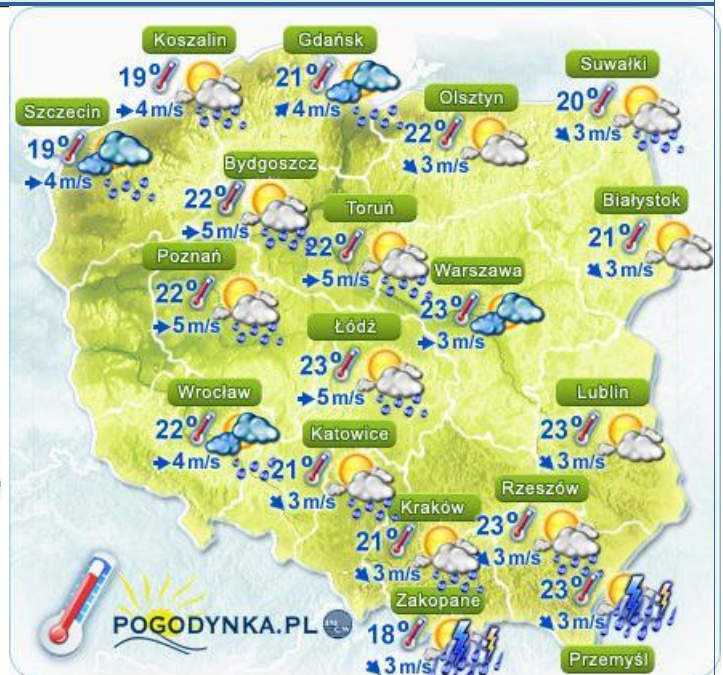 Koszalin
19°
4 m/s
Gdańsk
21°
4 m/s
Suwałki
20°
3 m/s
Szczecin
19°
4 m/s
Olsztyn
22°
3 m/s
Bydgoszcz
22°
5 m/s
Toruń
22°
5 m/s
Białystok
21°
3 m/s
Poznań
22°
5 m/s
Warszawa
23°
3 m/s
Łódź
23°
5 m/s
Wrocław
22°
4 m/s
Katowice
21°
3 m/s
Lublin
23°
3 m/s
Kraków
21°
3 m/s
Rzeszów
23°
3 m/s
Zakopane
18°
3 m/s
23°
3 m/s
Przemyśl
POGODYNKA.PL